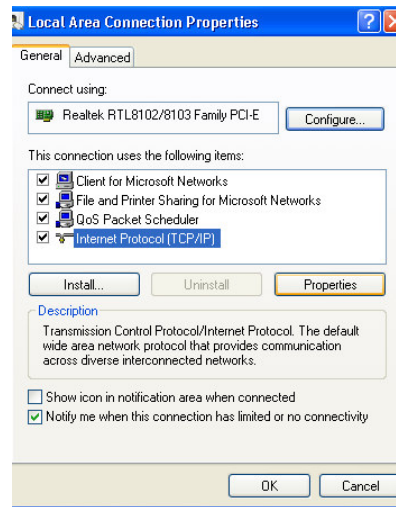 Local Area Connection Properties
General Advanced
Connect using:
Realtek RTL8102/8103 Family PCI-E Configure...
This connection uses the following items:
Client for Microsoft Networks
File and Printer Sharing for Microsoft Networks
QoS Packet Scheduler
Internet Protocol (TCP/IP)
Install... Uninstall Properties
Description
Transmission Control Protocol/Internet Protocol. The default
wide area network protocol that provides communication
across diverse interconnected networks.
Show icon in notification area when connected
Notify me when this connection has limited or no connectivity
OK Cancel